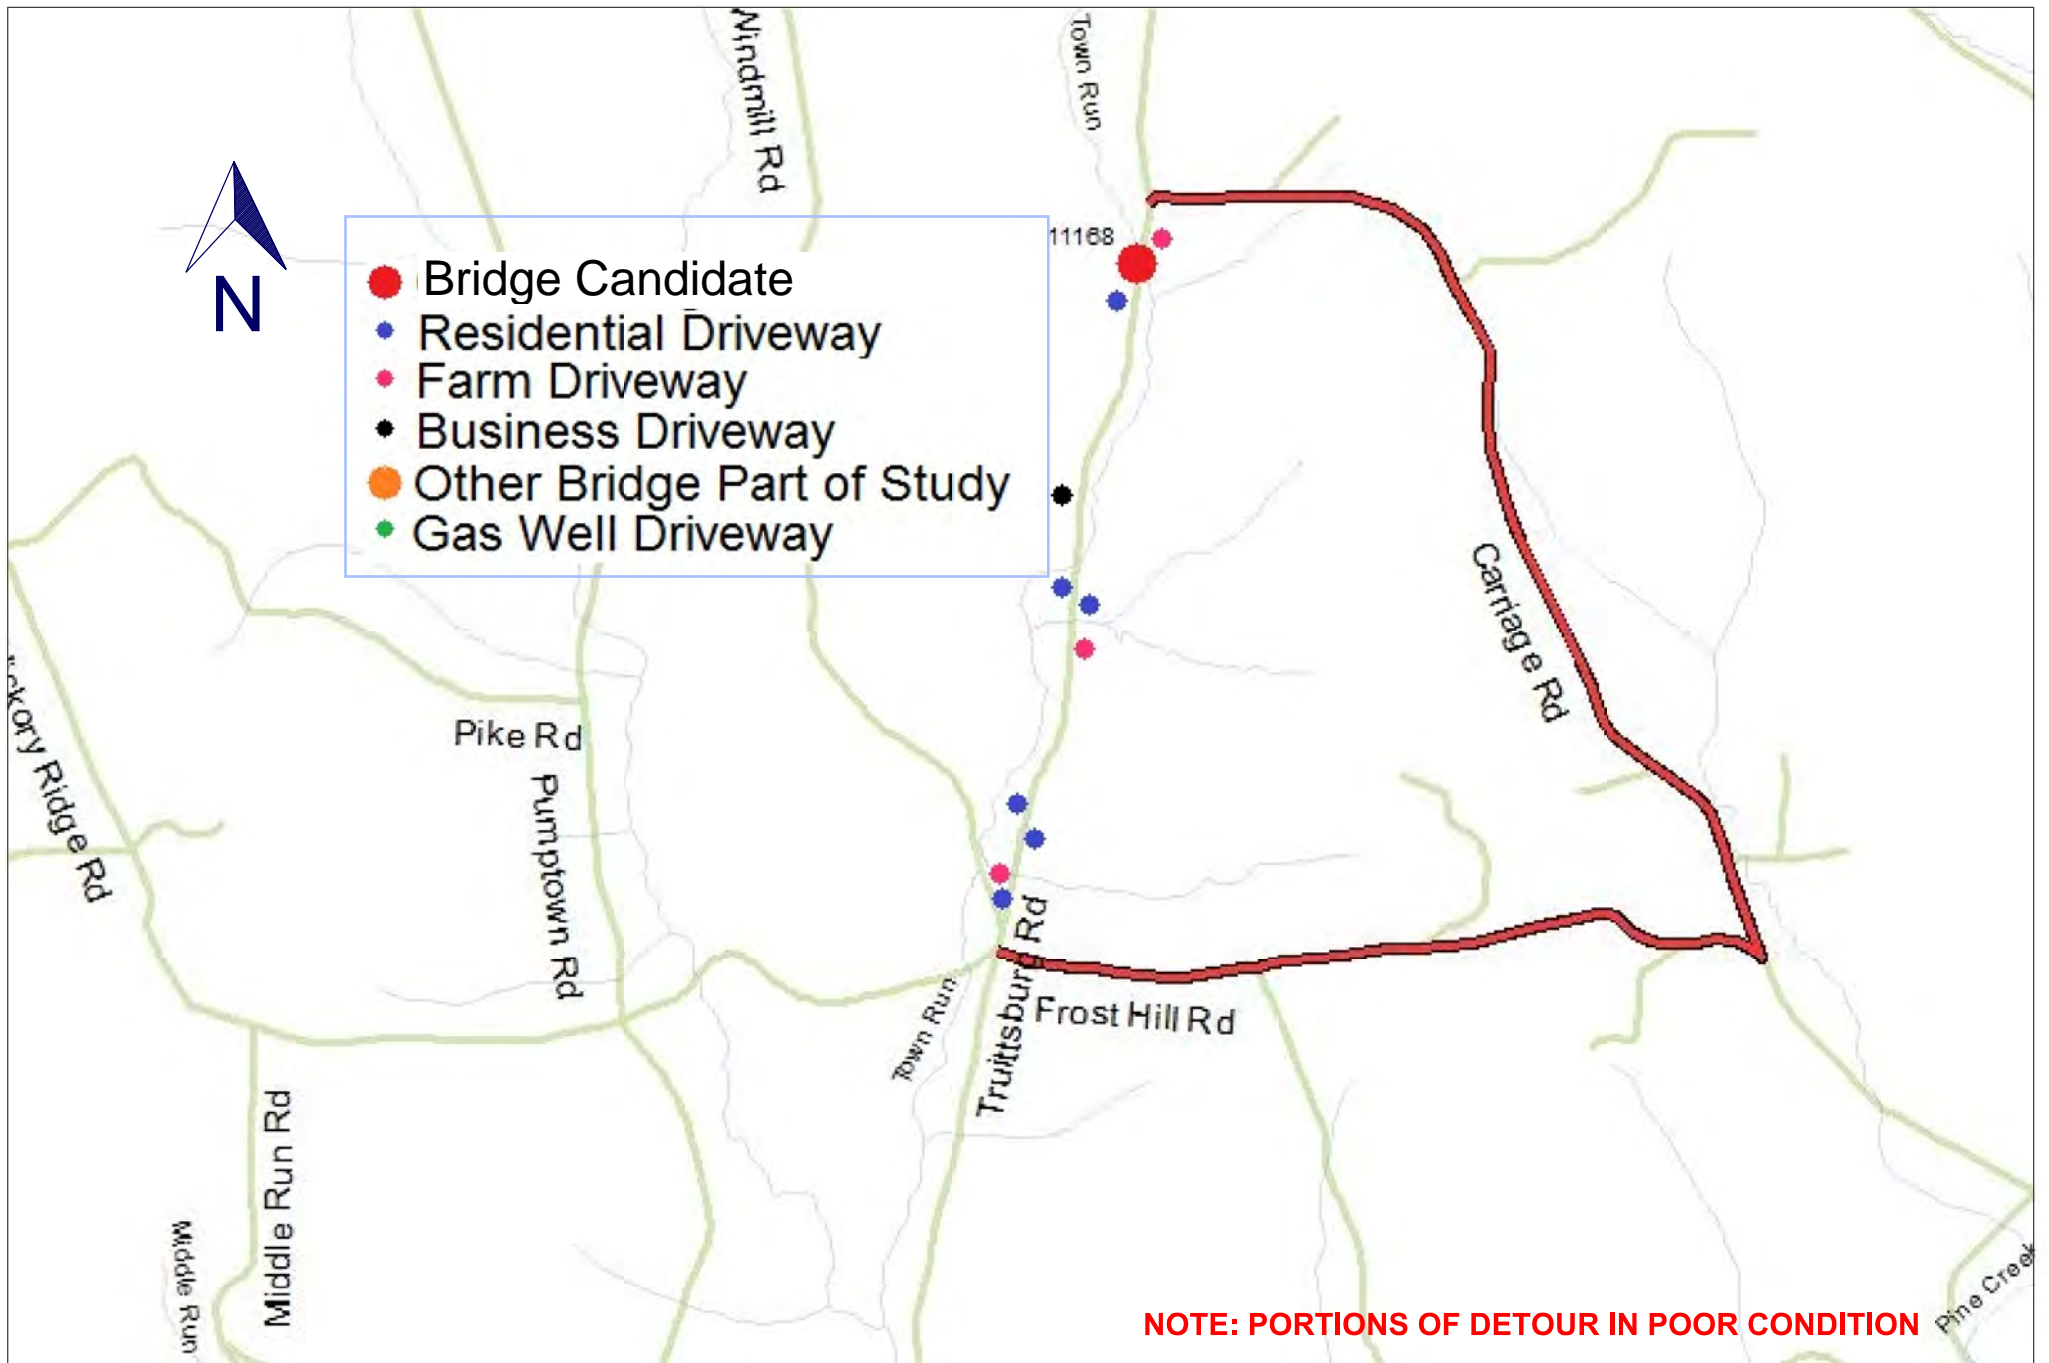 Windmill Rd
Town Run
11168
N
Bridge Candidate
Residential Driveway
Farm Driveway
Business Driveway
Other Bridge Part of Study
Gas Well Driveway
Carriage Rd
Ridge Rd
Pike Rd
Pumptown Rd
Truittsburg Rd
Frost Hill Rd
Town Run
Middle Run Rd
Middle Run
Pine Creek
NOTE: PORTIONS OF DETOUR IN POOR CONDITION